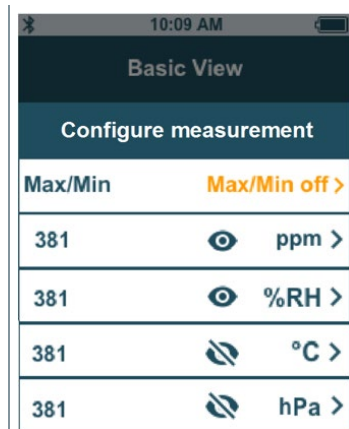 10:09 AM
Basic View
Configure measurement
Max/Min Max/Min off >
381 ppm >
381 %RH >
381 °C >
381 hPa >